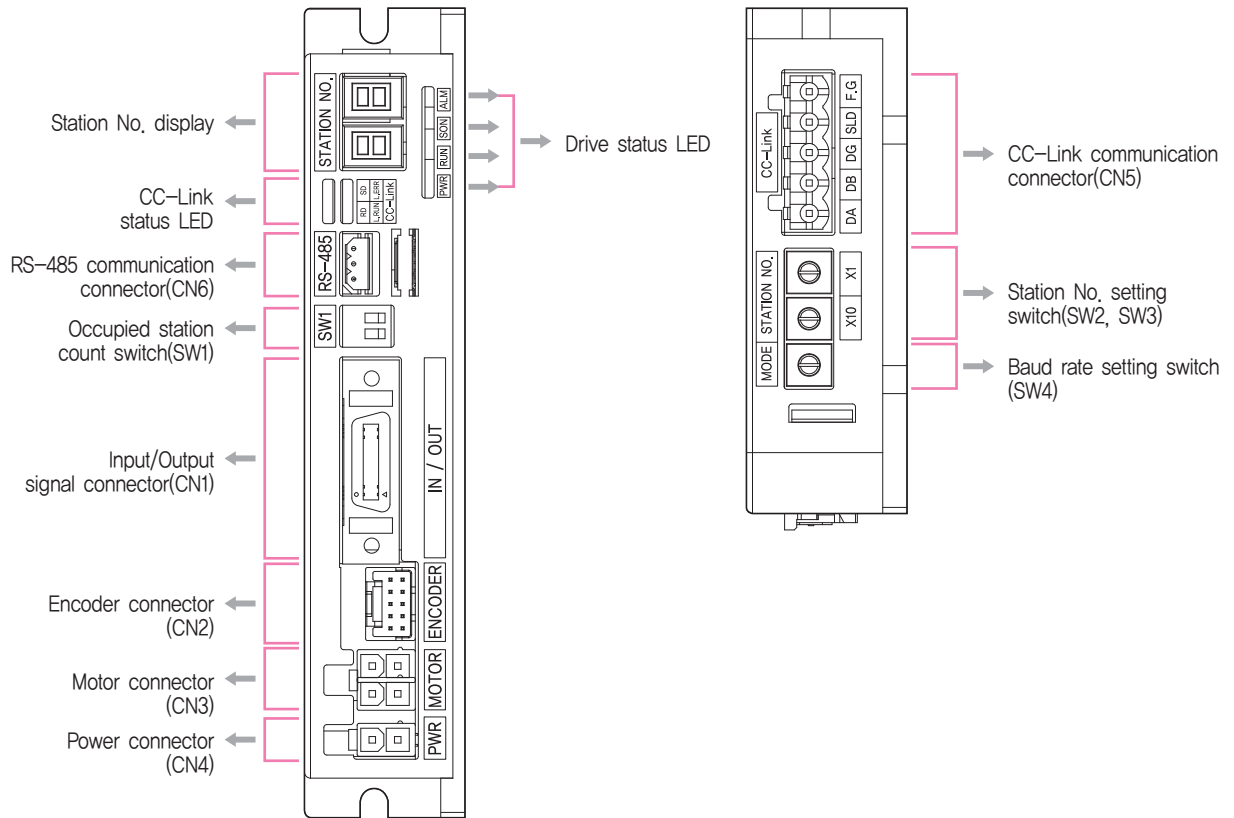 Station No. display
CC-Link
status LED
RS-485 communication
connector(CN6)
Occupied station
count switch(SW1)
Input/Output
signal connector(CN1)
Encoder connector
(CN2)
Motor connector
(CN3)
Power connector
(CN4)
STATION NO.
ALM
SON
RUN
PWR
Drive status LED
RD SD
L.RUN L.ERR
CC-Link
RS-485
SW1
IN / OUT
ENCODER
MOTOR
PWR
CC-Link
F.G
SLD
DG
DB
DA
CC-Link communication
connector(CN5)
STATION NO.
X1
X10
Station No. setting
switch(SW2, SW3)
MODE
Baud rate setting switch
(SW4)